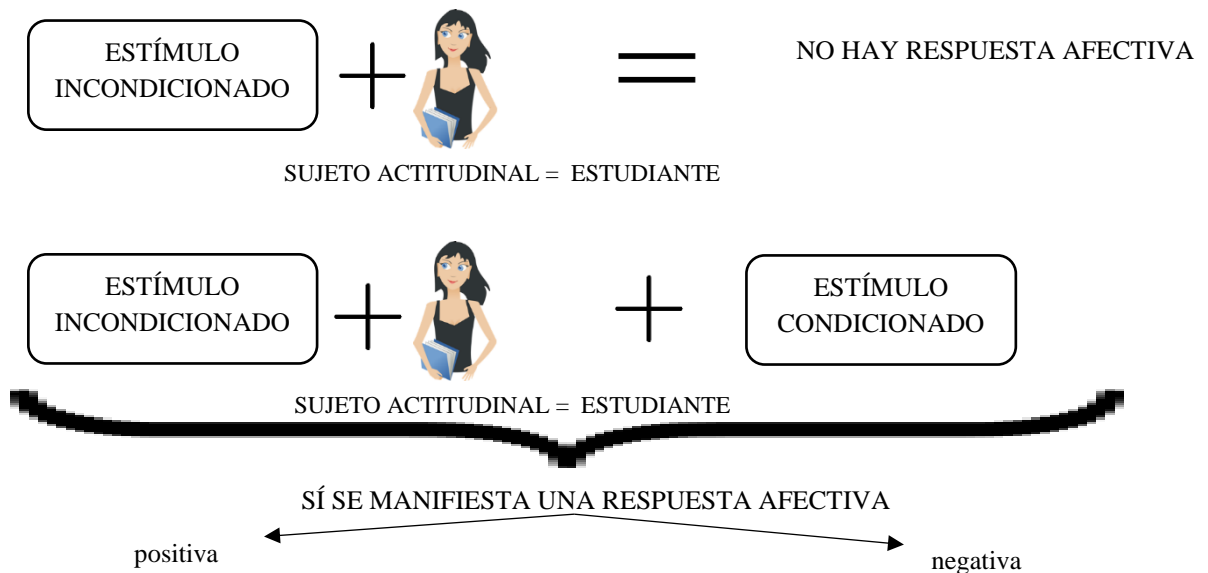 ESTÍMULO
INCONDICIONADO
NO HAY RESPUESTA AFECTIVA
SUJETO ACTITUDINAL = ESTUDIANTE
ESTÍMULO
INCONDICIONADO
ESTÍMULO
CONDICIONADO
SUJETO ACTITUDINAL = ESTUDIANTE
SÍ SE MANIFIESTA UNA RESPUESTA AFECTIVA
positiva
negativa